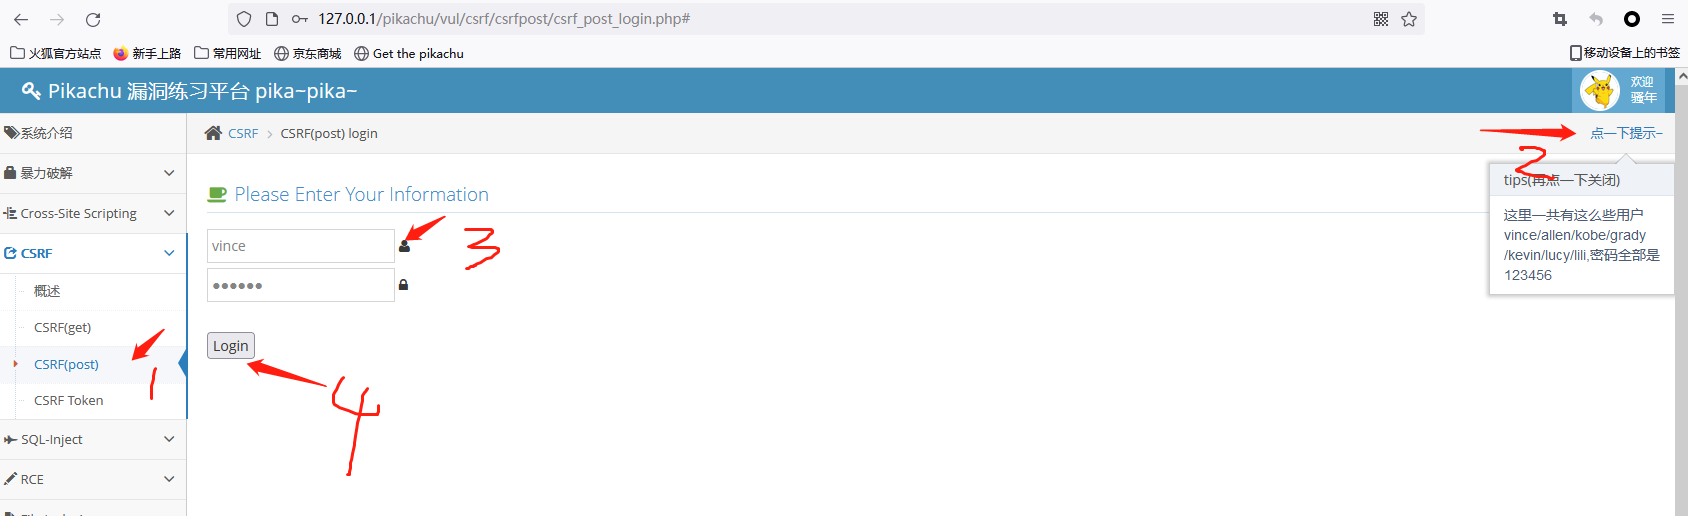 127.0.0.1/pikachu/vul/csrf/csrfpost/csrf_post_login.php#
火狐官方站点 新手上路 常用网址 京东商城 Get the pikachu 移动设备上的书签
Pikachu 漏洞练习平台 pika~pika~
欢迎
骚年
系统介绍
CSRF > CSRF(post) login
点一下提示~
2
暴力破解
tips(再点一下关闭)
Please Enter Your Information
Cross-Site Scripting
这里一共有这么些用户
vince/allen/kobe/grady
/kevin/lucy/lili,密码全部是
123456
vince
3
CSRF
••••••
概述
CSRF(get)
Login
CSRF(post)
1
4
CSRF Token
SQL-Inject
RCE